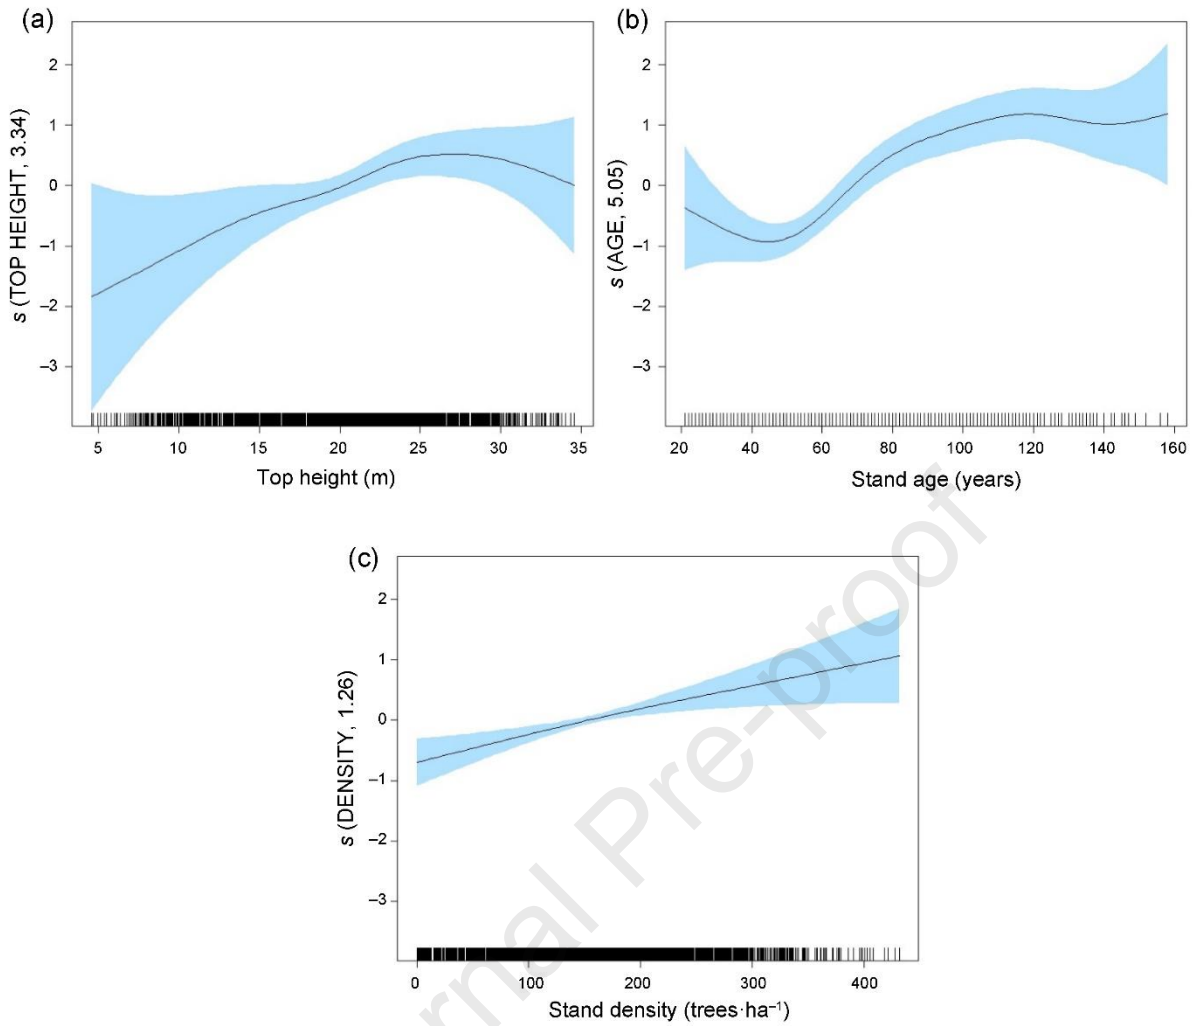 (a)
2
1
0
–1
–2
–3
s (TOP HEIGHT, 3.34)
5 10 15 20 25 30 35
Top height (m)
(b)
2
1
0
–1
–2
–3
s (AGE, 5.05)
20 40 60 80 100 120 140 160
Stand age (years)
(c)
2
1
0
–1
–2
–3
s (DENSITY, 1.26)
0 100 200 300 400
Stand density (trees·ha⁻¹)
rnal Pre-proof